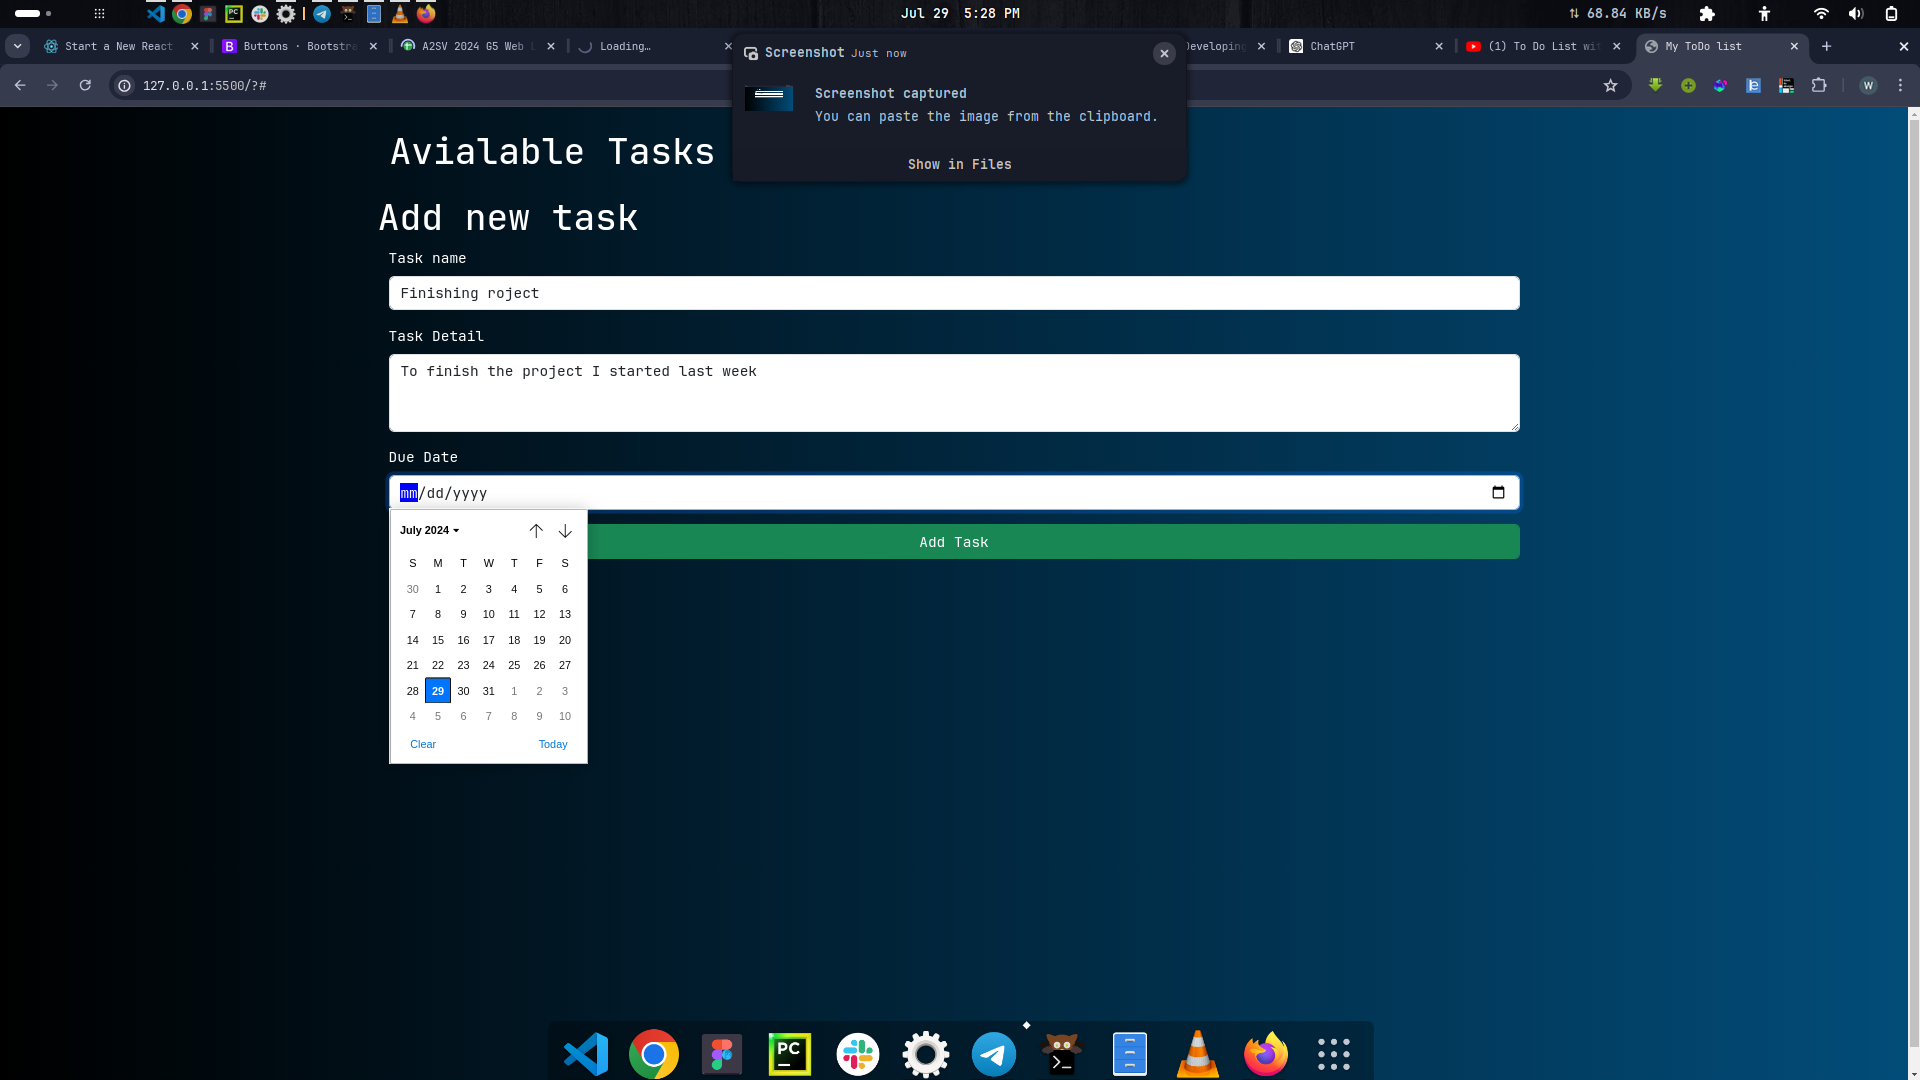 Jul 29  5:28 PM
68.84 KB/s
Start a New React
Buttons · Bootstra
A2SV 2024 G5 Web
Loading…
Developing
ChatGPT
(1) To Do List wi
My ToDo list
127.0.0.1:5500/?#
W
Screenshot Just now
Screenshot captured
You can paste the image from the clipboard.
Show in Files
Avialable Tasks
Add new task
Task name
Finishing roject
Task Detail
To finish the project I started last week
Due Date
mm/dd/yyyy
Add Task
July 2024
S M T W T F S
30 1 2 3 4 5 6
7 8 9 10 11 12 13
14 15 16 17 18 19 20
21 22 23 24 25 26 27
28 29 30 31 1 2 3
4 5 6 7 8 9 10
Clear Today
PC